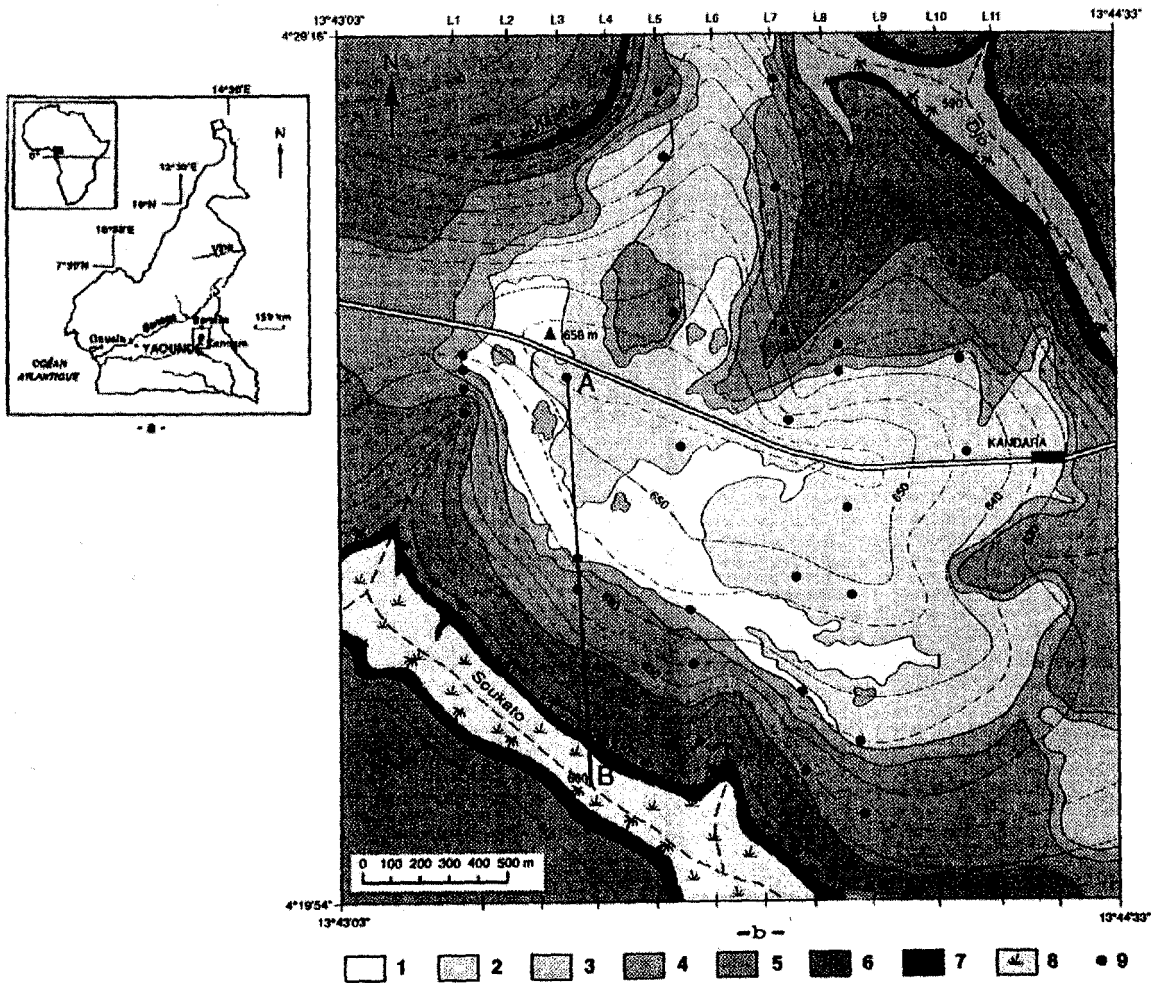 13°43'03"
L1 L2 L3 L4 L5 L6 L7 L8 L9 L10 L11
13°44'33"
4°29'16"
N
14°30'E
N
0°
12°30'E
10°N
7°30'N
YAOUNDE
150 km
OCÉAN
ATLANTIQUE
- a -
590
658 m
A
KANDARA
650
650
640
Soukato
B
0 100 200 300 400 500 m
4°19'54"
13°43'03"
13°44'33"
- b -
1 2 3 4 5 6 7 8 9